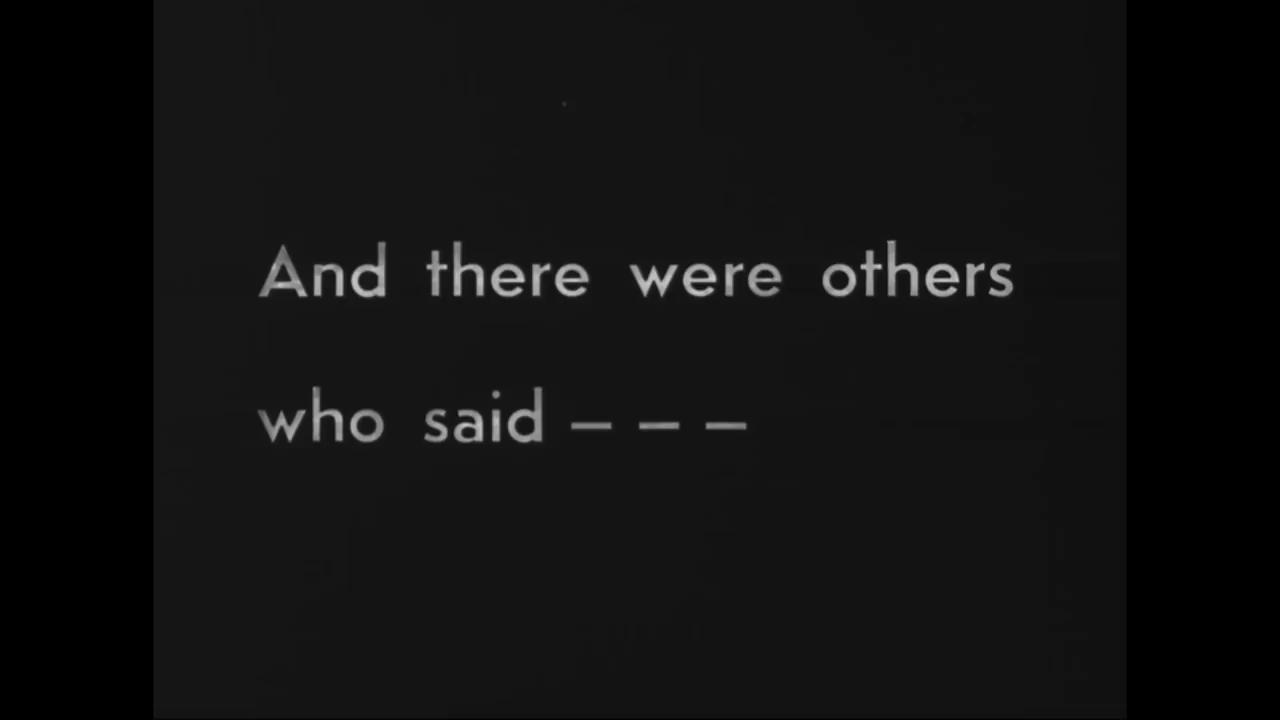 And there were others
who said – – –